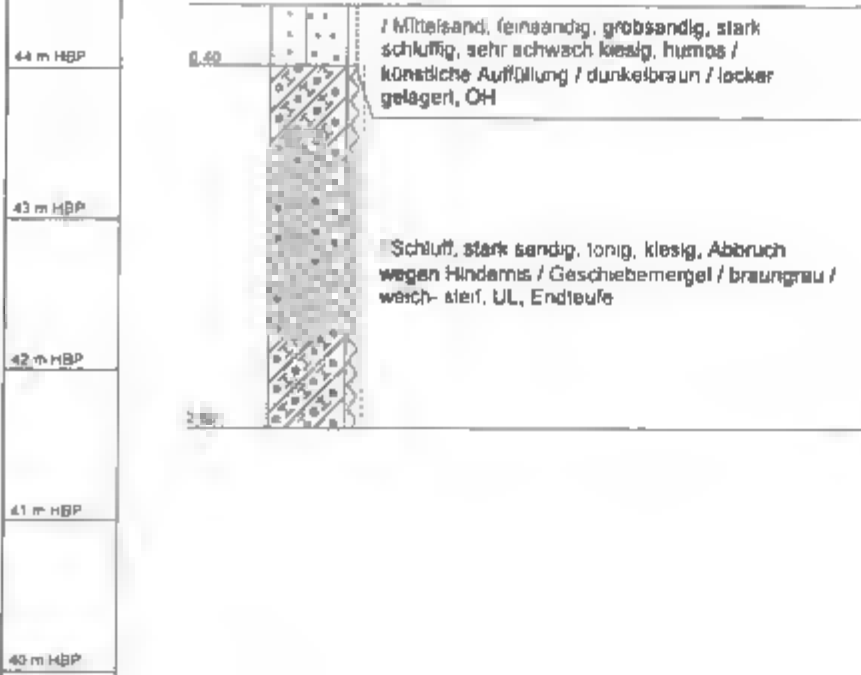 / Mittelsand, feinsandig, grobsandig, stark
schluffig, sehr schwach kiesig, humos /
künstliche Auffüllung / dunkelbraun / locker
gelagert, OH
44 m HBP
0.40
43 m HBP
Schluff, stark sandig, tonig, kiesig, Abbruch
wegen Hindernis / Geschiebemergel / braungrau /
weich- steif, UL, Endteufe
42 m HBP
41 m HBP
40 m HBP